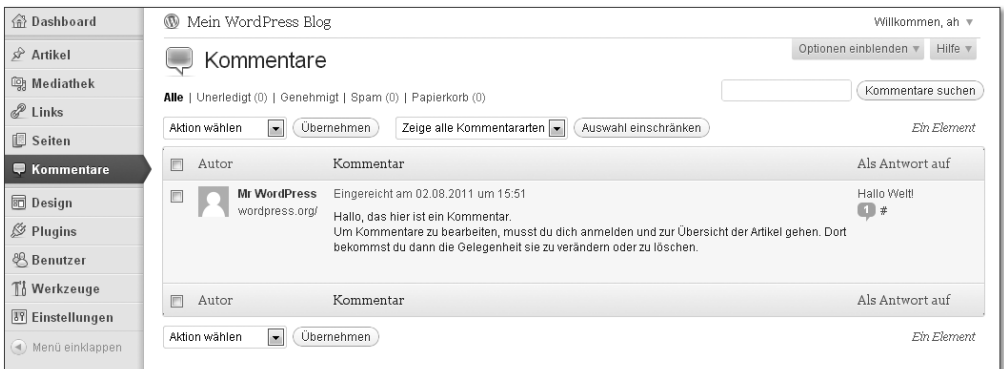 Dashboard
Artikel
Mediathek
Links
Seiten
Kommentare
Design
Plugins
Benutzer
Werkzeuge
Einstellungen
Menü einklappen
Mein WordPress Blog
Willkommen, ah
Kommentare
Optionen einblenden Hilfe
Alle | Unerledigt (0) | Genehmigt | Spam (0) | Papierkorb (0)
Kommentare suchen
Aktion wählen Übernehmen Zeige alle Kommentararten Auswahl einschränken Ein Element
Autor Kommentar Als Antwort auf
Mr WordPress
wordpress.org/
Eingereicht am 02.08.2011 um 15:51
Hallo, das hier ist ein Kommentar.
Um Kommentare zu bearbeiten, musst du dich anmelden und zur Übersicht der Artikel gehen. Dort
bekommst du dann die Gelegenheit sie zu verändern oder zu löschen.
Hallo Welt!
1 #
Autor Kommentar Als Antwort auf
Aktion wählen Übernehmen Ein Element